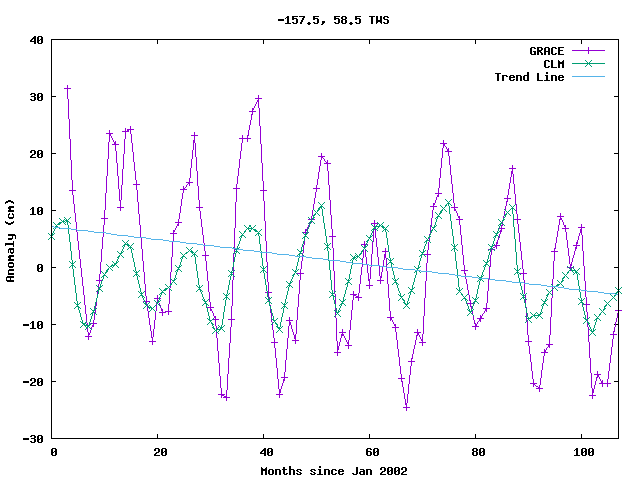 -157.5, 58.5 TWS
GRACE
CLM
Trend Line
40
30
20
10
0
-10
-20
-30
Anomaly (cm)
0 20 40 60 80 100
Months since Jan 2002